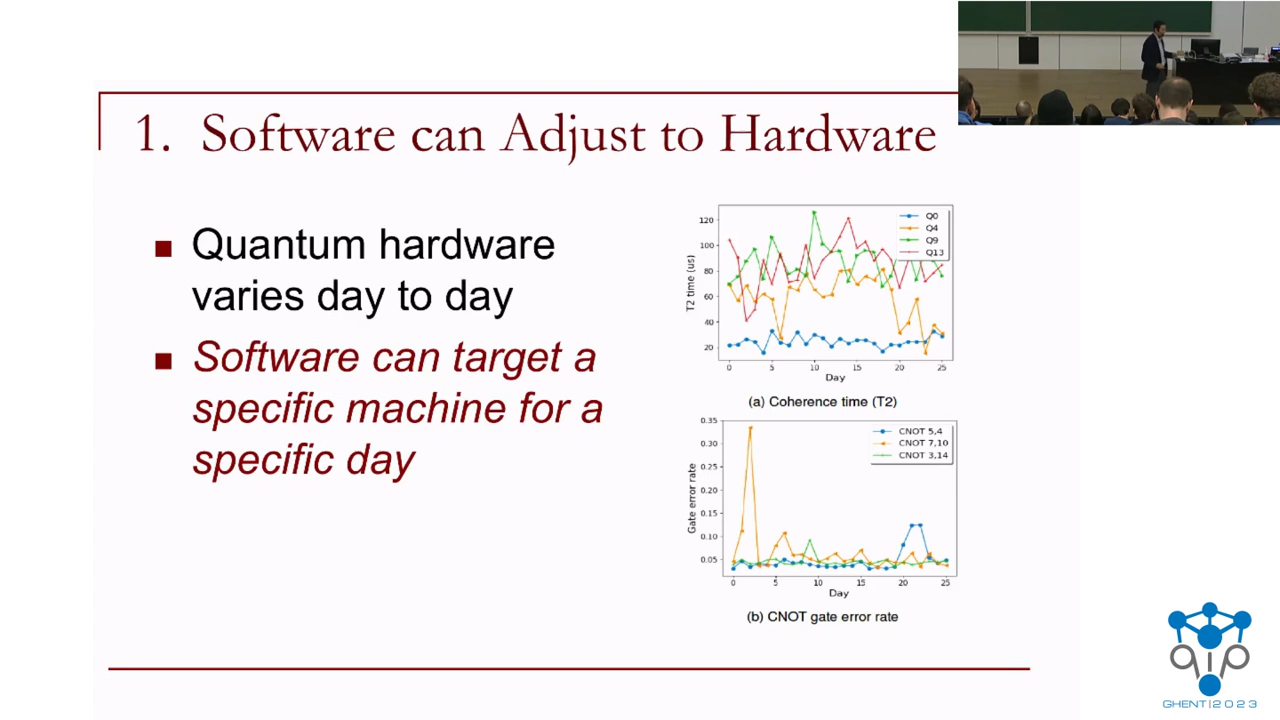 1. Software can Adjust to Hardware
Quantum hardware
varies day to day
Software can target a
specific machine for a
specific day
120
100
80
60
40
20
T2 time (us)
Q0
Q4
Q9
Q13
0 5 10 15 20 25
Day
(a) Coherence time (T2)
0.35
0.30
0.25
0.20
0.15
0.10
0.05
Gate error rate
CNOT 5,4
CNOT 7,10
CNOT 3,14
0 5 10 15 20 25
Day
(b) CNOT gate error rate
qip
GHENT|2023